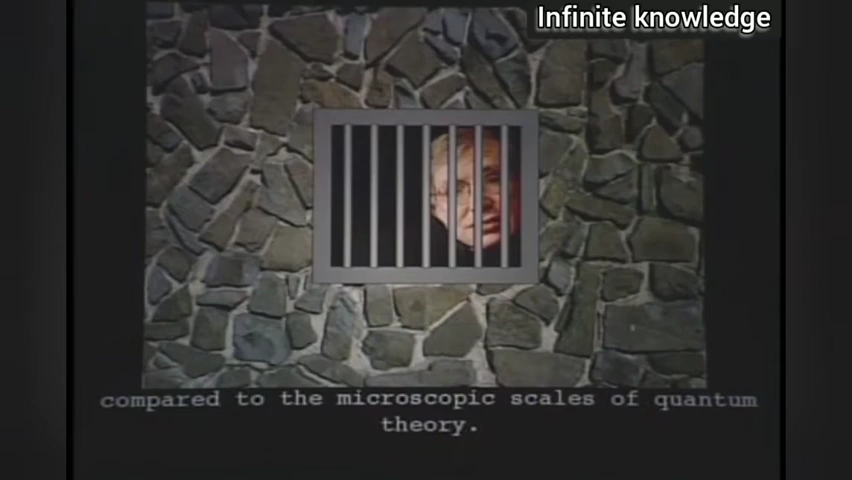 Infinite knowledge
compared to the microscopic scales of quantum
theory.